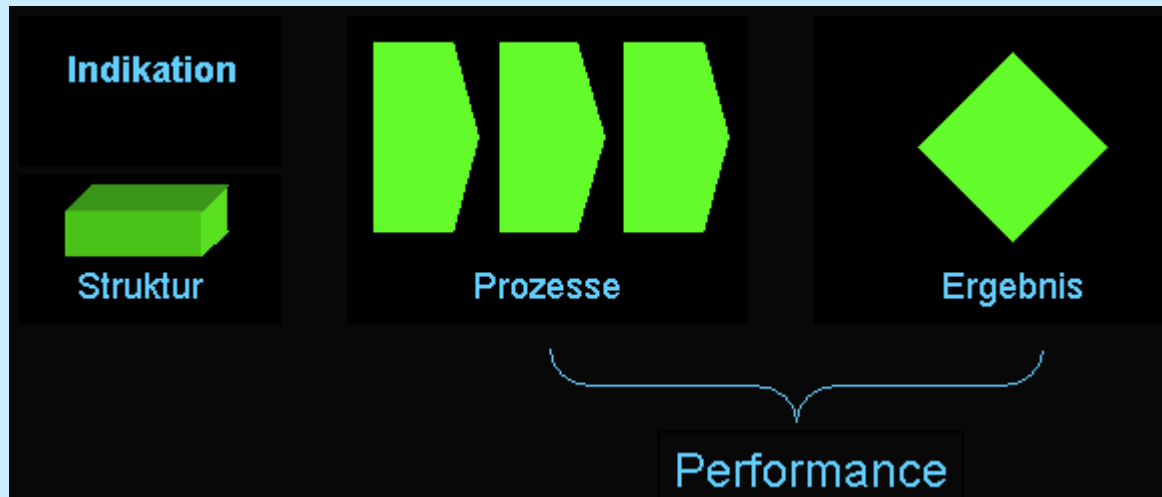 Indikation
Struktur
Prozesse
Ergebnis
Performance